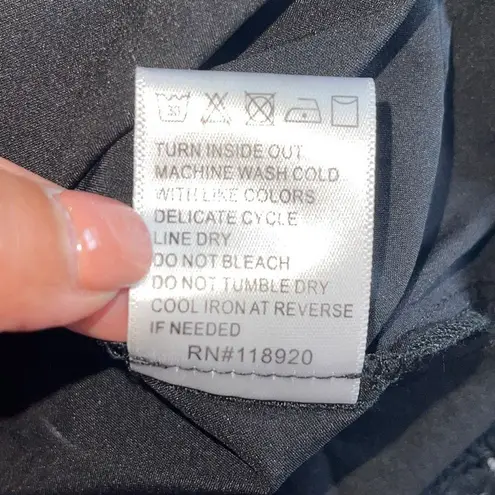 30
TURN INSIDE OUT
MACHINE WASH COLD
WITH LIKE COLORS
DELICATE CYCLE
LINE DRY
DO NOT BLEACH
DO NOT TUMBLE DRY
COOL IRON AT REVERSE
IF NEEDED
RN#118920